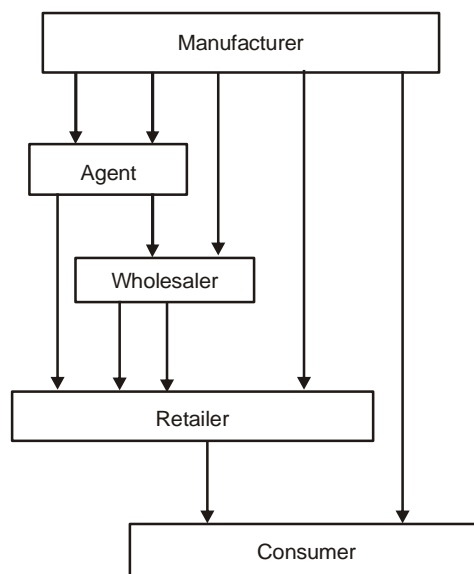 Manufacturer
Agent
Wholesaler
Retailer
Consumer